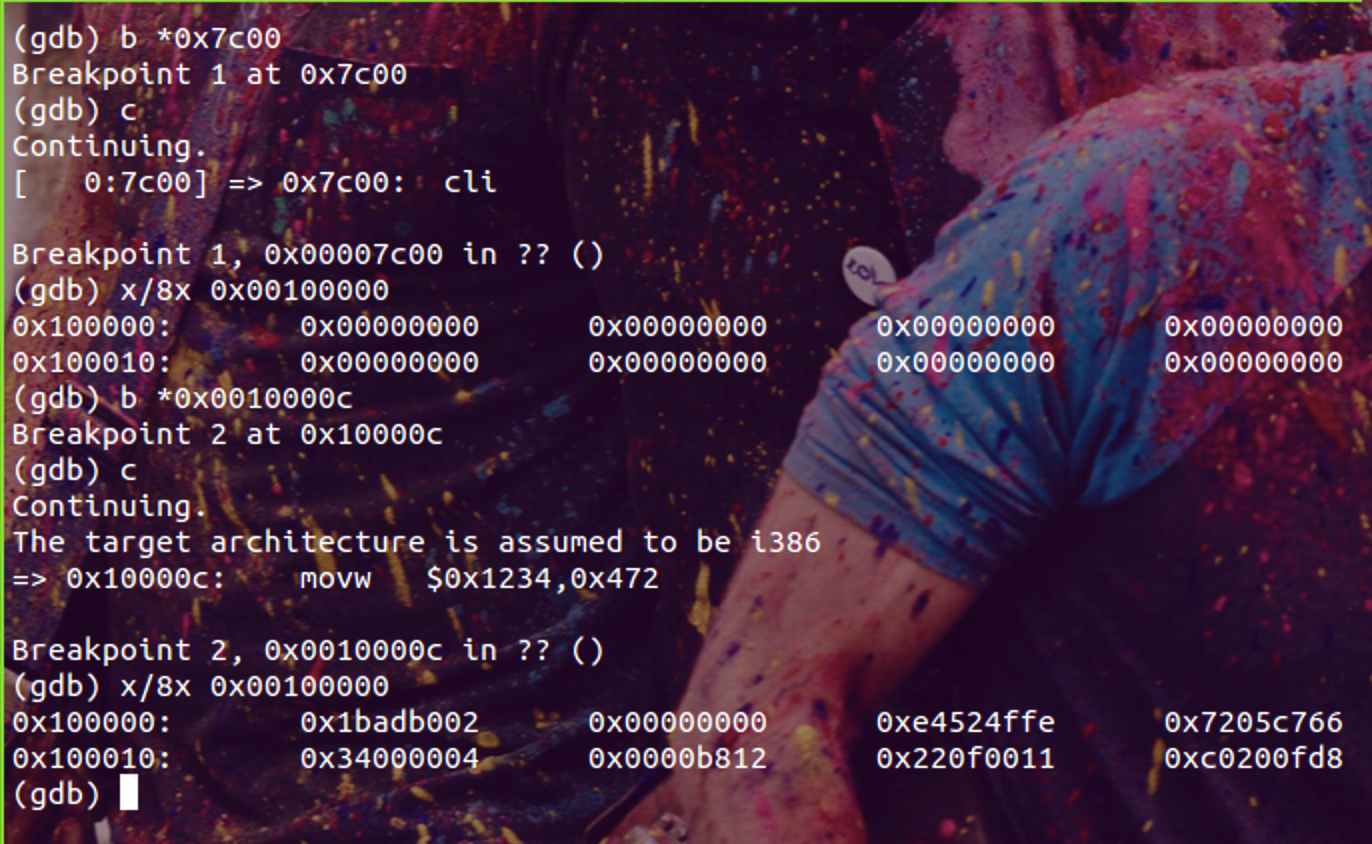 (gdb) b *0x7c00
Breakpoint 1 at 0x7c00
(gdb) c
Continuing.
[   0:7c00] => 0x7c00:  cli
Breakpoint 1, 0x00007c00 in ?? ()
(gdb) x/8x 0x00100000
0x100000:       0x00000000      0x00000000      0x00000000      0x00000000
0x100010:       0x00000000      0x00000000      0x00000000      0x00000000
(gdb) b *0x0010000c
Breakpoint 2 at 0x10000c
(gdb) c
Continuing.
The target architecture is assumed to be i386
=> 0x10000c:    movw   $0x1234,0x472
Breakpoint 2, 0x0010000c in ?? ()
(gdb) x/8x 0x00100000
0x100000:       0x1badb002      0x00000000      0xe4524ffe      0x7205c766
0x100010:       0x34000004      0x0000b812      0x220f0011      0xc0200fd8
(gdb)